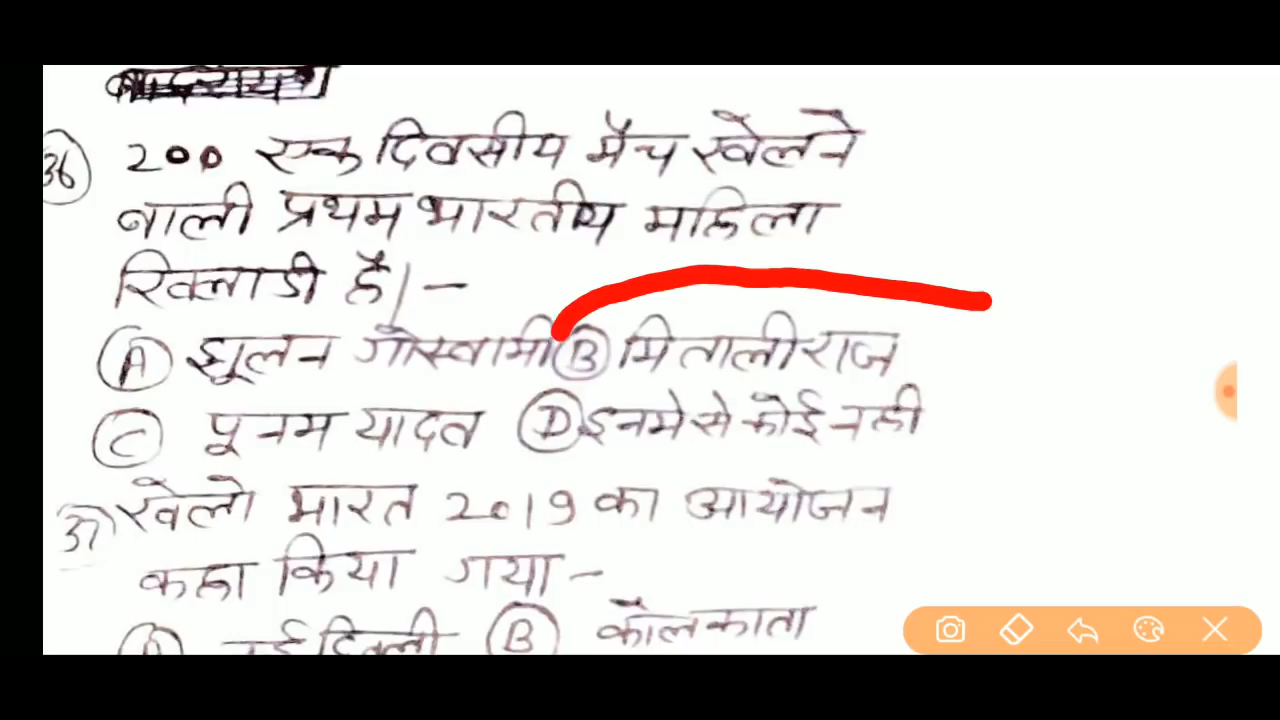 36 200 एक दिवसीय मैच खेलने
वाली प्रथम भारतीय महिला
खिलाडी है।-
A झूलन गोस्वामी B मिताली राज
C पूनम यादव D इनमे से कोई नही
37) खेलो भारत 2019 का आयोजन
कहा किया गया-
A नई दिल्ली B कोलकाता